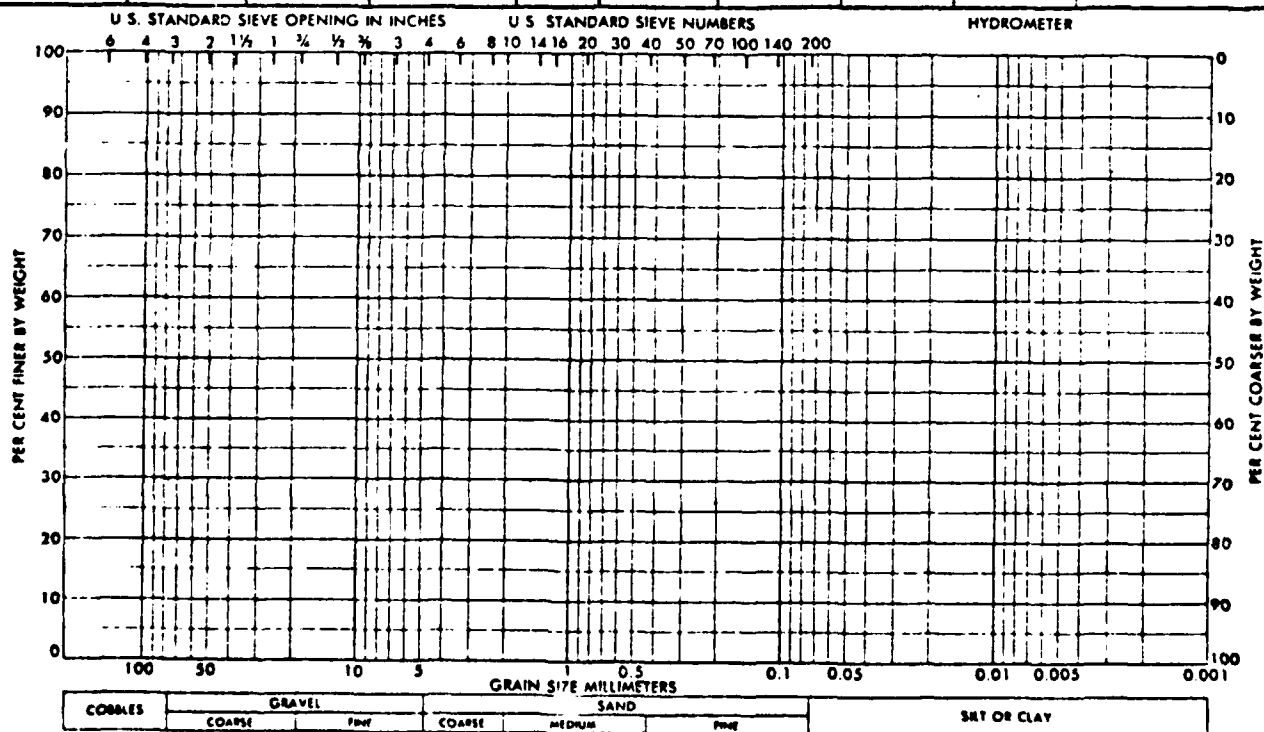 U.S. STANDARD SIEVE OPENING IN INCHES U.S. STANDARD SIEVE NUMBERS HYDROMETER
6 4 3 2 1½ 1 ¾ ½ ⅜ 3 4 6 8 10 14 16 20 30 40 50 70 100 140 200
100 0
90 10
80 20
70 30
60 40
50 50
40 60
30 70
20 80
10 90
0 100
PER CENT FINER BY WEIGHT
PER CENT COARSER BY WEIGHT
100 50 10 5 1 0.5 0.1 0.05 0.01 0.005 0.001
GRAIN SIZE MILLIMETERS
COBBLES GRAVEL SAND SILT OR CLAY
COARSE FINE COARSE MEDIUM FINE